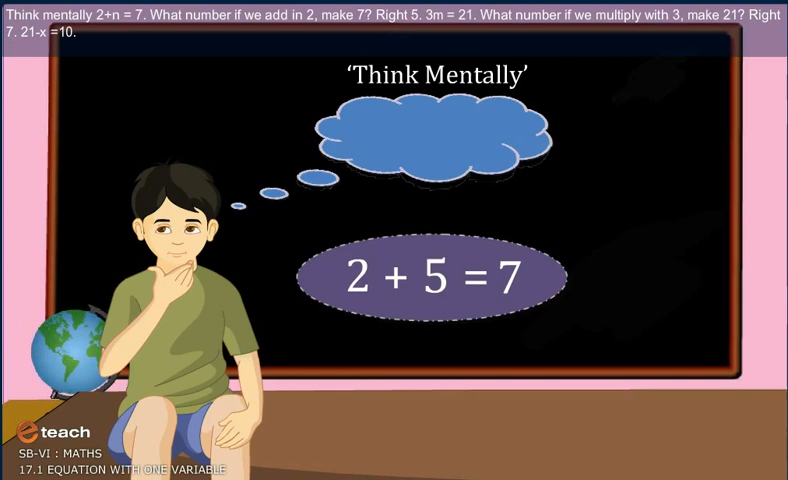 Think mentally 2+n = 7. What number if we add in 2, make 7? Right 5. 3m = 21. What number if we multiply with 3, make 21? Right
7. 21-x =10.
‘Think Mentally’
2 + 5 = 7
e teach
SB-VI : MATHS
17.1 EQUATION WITH ONE VARIABLE